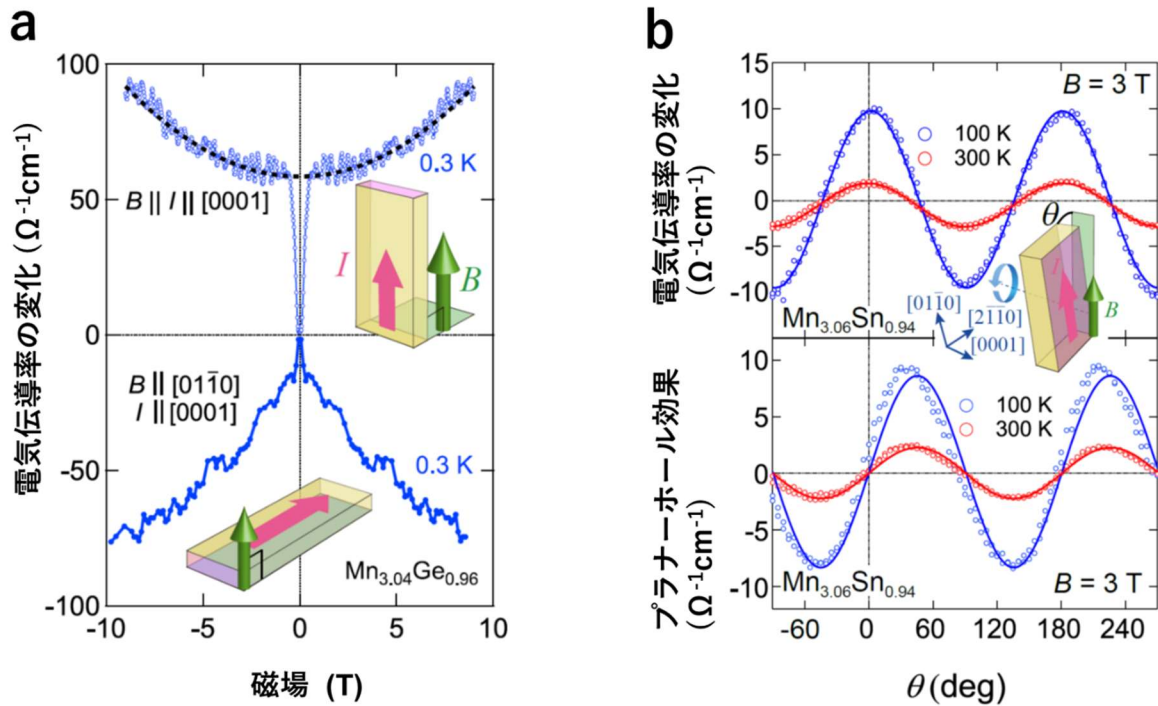 a
電気伝導率の変化 (Ω⁻¹cm⁻¹)
100
50
0
-50
-100
B || I || [0001]
0.3 K
I
B
B || [01̄10]
I || [0001]
0.3 K
Mn₃.₀₄Ge₀.₉₆
-10
-5
0
5
10
磁場 (T)
b
電気伝導率の変化
(Ω⁻¹cm⁻¹)
15
10
5
0
-5
-10
B = 3 T
100 K
300 K
θ
I
B
[01̄10]
[2̄1̄10]
[0001]
Mn₃.₀₆Sn₀.₉₄
プラナーホール効果
(Ω⁻¹cm⁻¹)
10
5
0
-5
-10
100 K
300 K
Mn₃.₀₆Sn₀.₉₄
B = 3 T
-60
0
60
120
180
240
θ (deg)